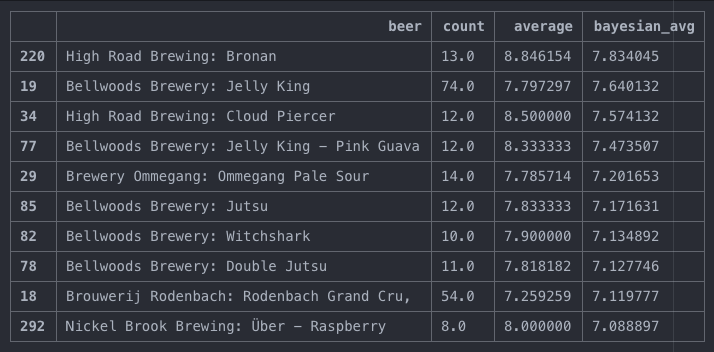 beer count average bayesian_avg
220 High Road Brewing: Bronan 13.0 8.846154 7.834045
19 Bellwoods Brewery: Jelly King 74.0 7.797297 7.640132
34 High Road Brewing: Cloud Piercer 12.0 8.500000 7.574132
77 Bellwoods Brewery: Jelly King – Pink Guava 12.0 8.333333 7.473507
29 Brewery Ommegang: Ommegang Pale Sour 14.0 7.785714 7.201653
85 Bellwoods Brewery: Jutsu 12.0 7.833333 7.171631
82 Bellwoods Brewery: Witchshark 10.0 7.900000 7.134892
78 Bellwoods Brewery: Double Jutsu 11.0 7.818182 7.127746
18 Brouwerij Rodenbach: Rodenbach Grand Cru, 54.0 7.259259 7.119777
292 Nickel Brook Brewing: Über – Raspberry 8.0 8.000000 7.088897